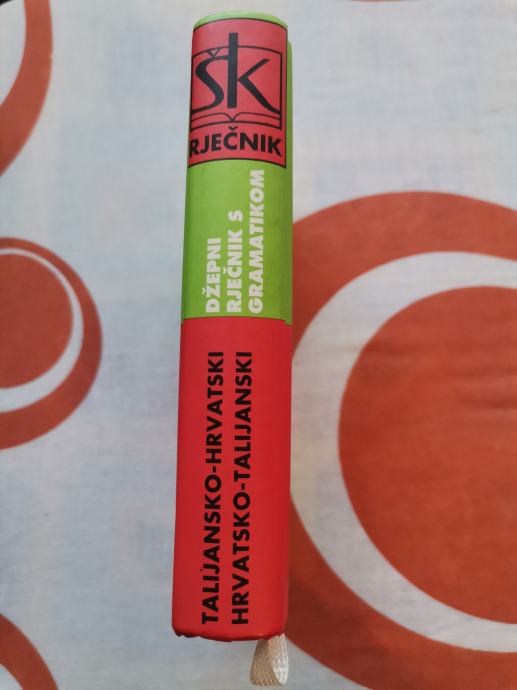 ŠK
RJEČNIK
DŽEPNI
RJEČNIK S
GRAMATIKOM
TALIJANSKO-HRVATSKI
HRVATSKO-TALIJANSKI